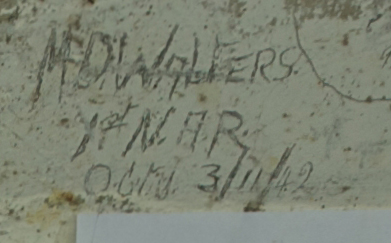 M.D. WALTERS
1st N.A.R.
3/11/42